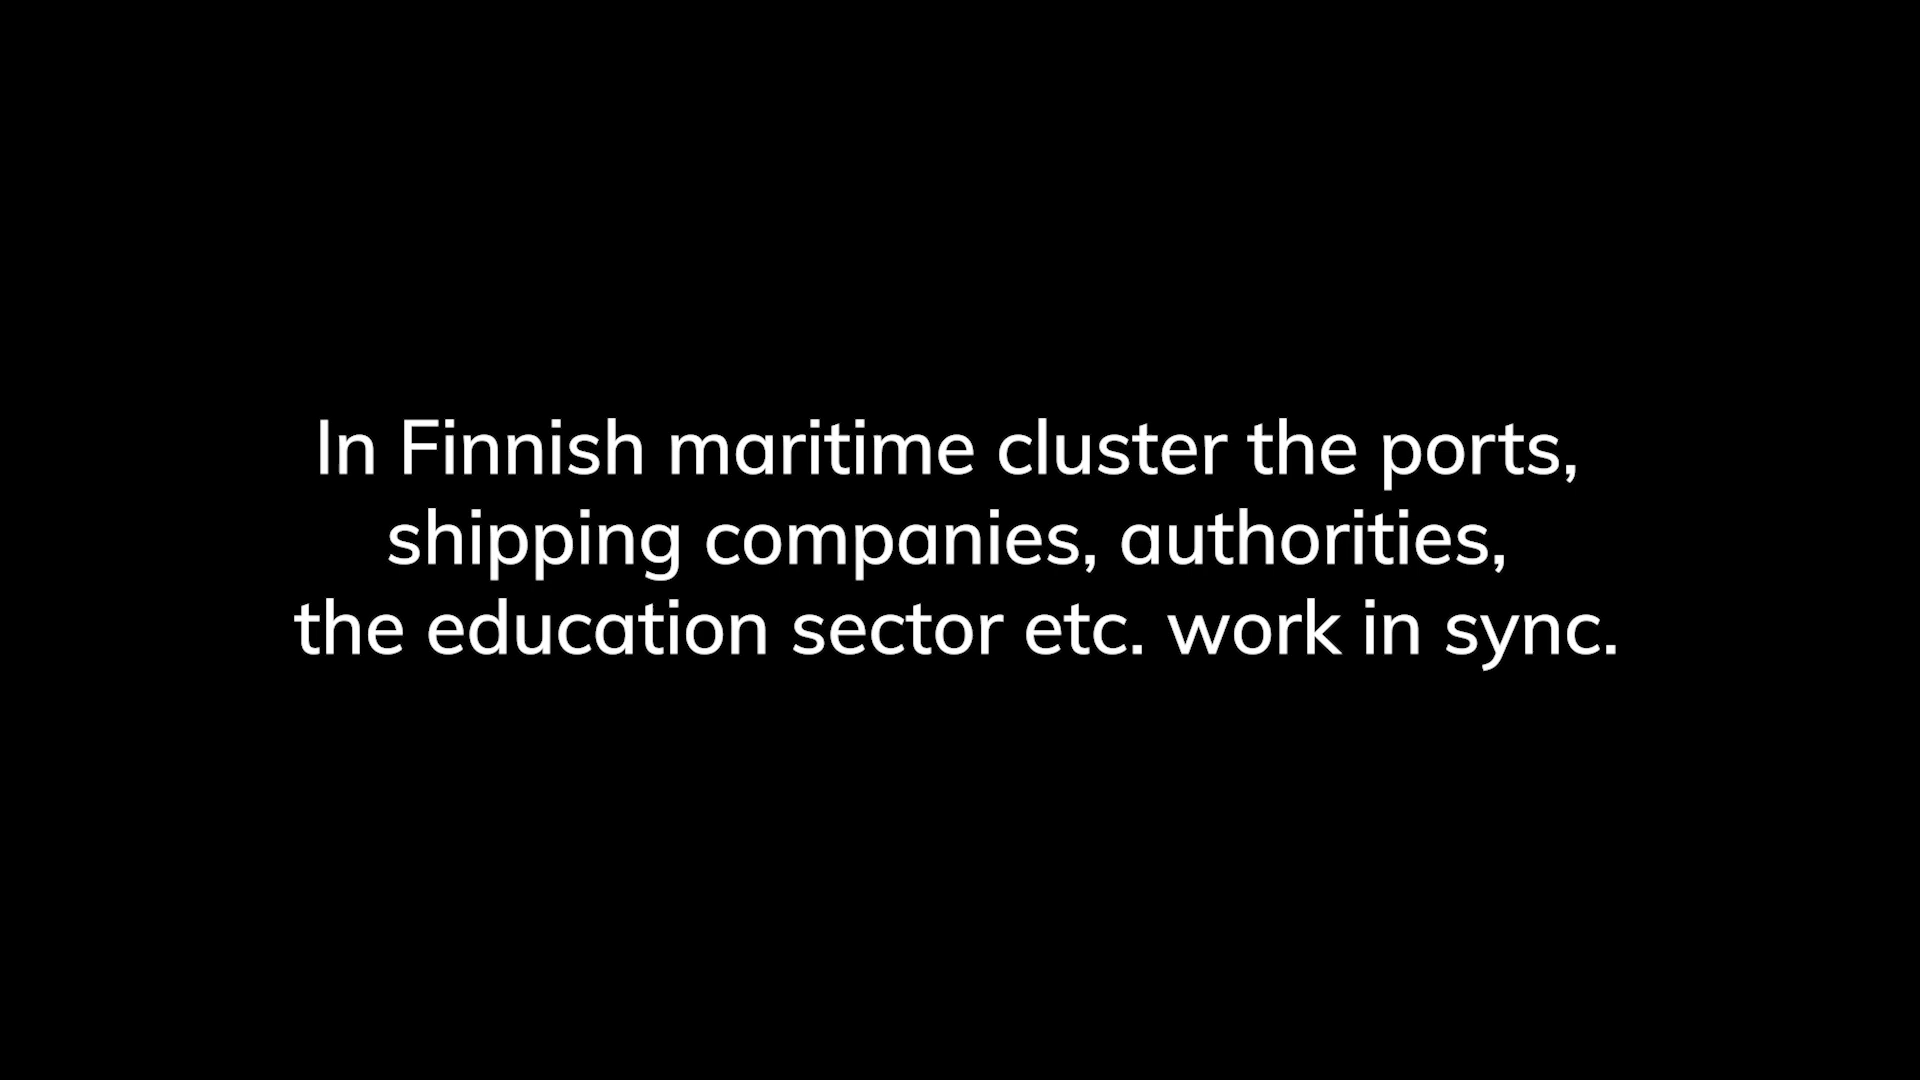 In Finnish maritime cluster the ports,
shipping companies, authorities,
the education sector etc. work in sync.